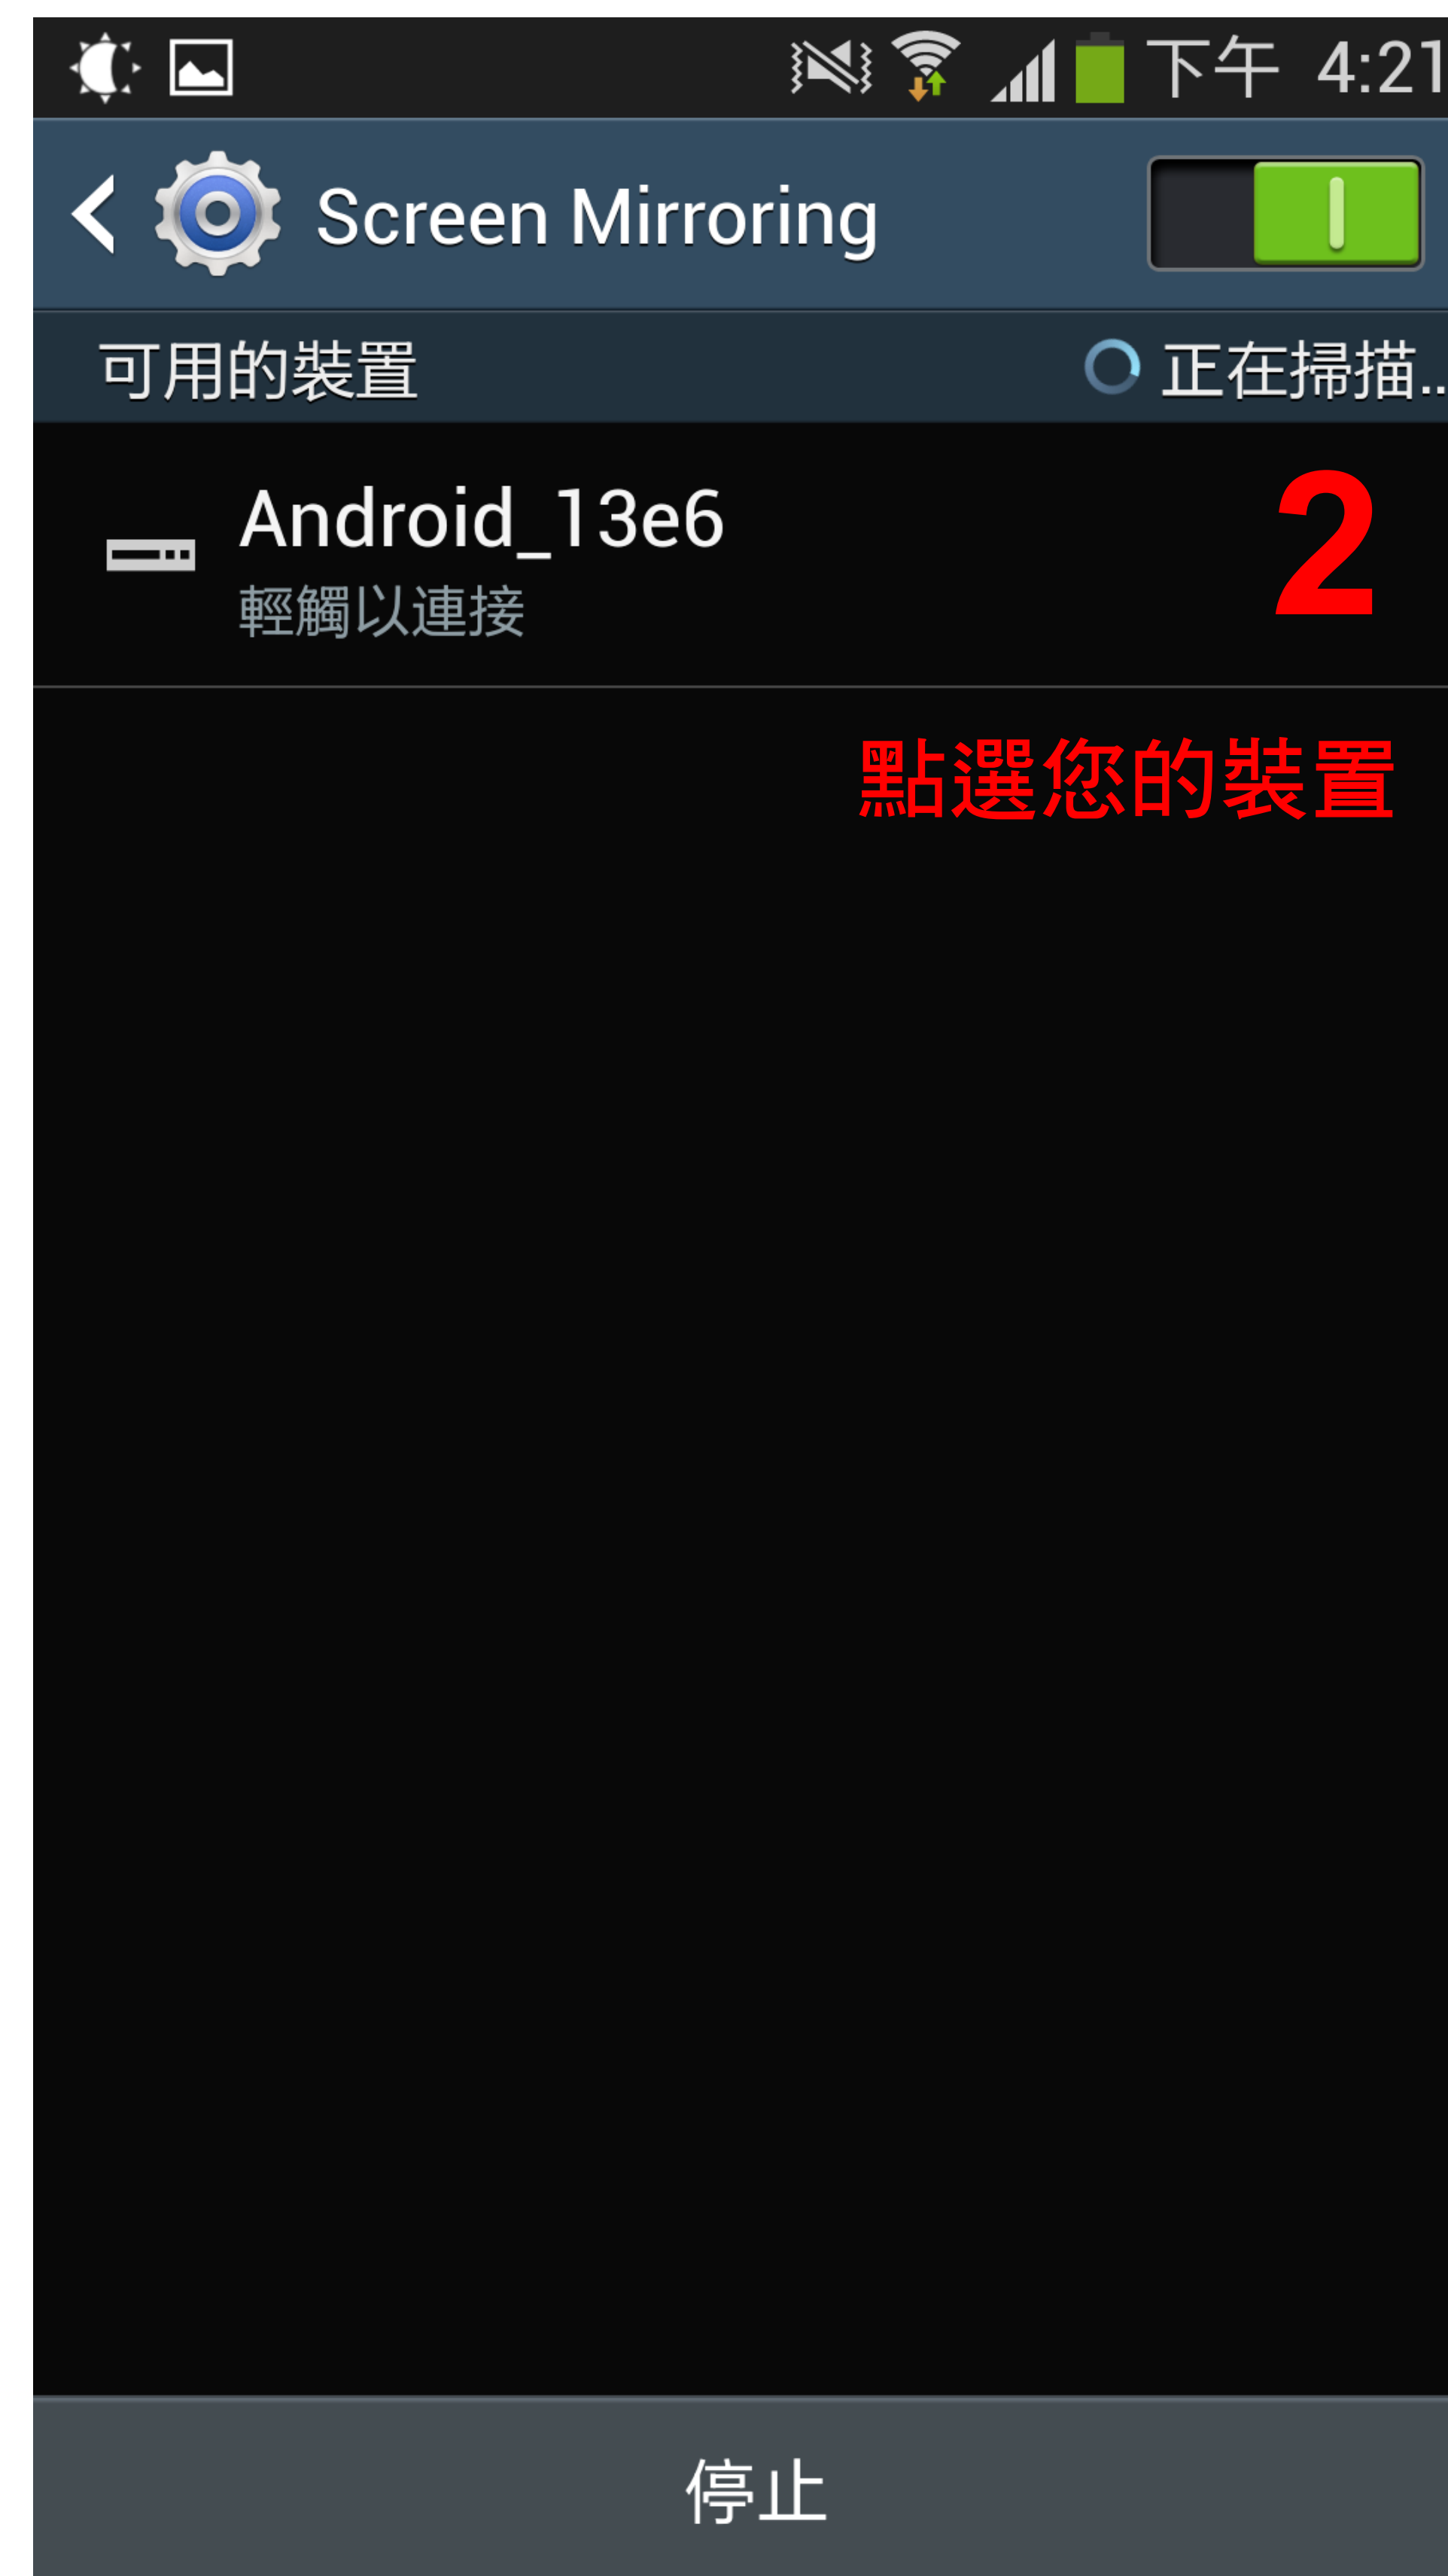 下午 4:21
Screen Mirroring
可用的裝置 正在掃描..
Android_13e6
輕觸以連接
2
點選您的裝置
停止